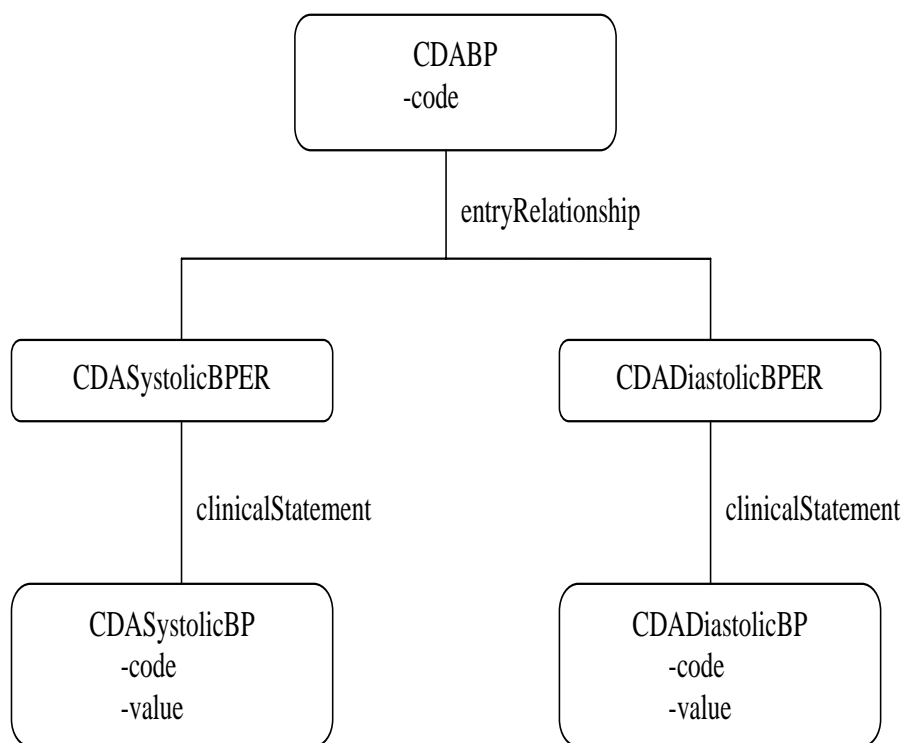 CDABP
-code
entryRelationship
CDASystolicBPER
CDADiastolicBPER
clinicalStatement
clinicalStatement
CDASystolicBP
-code
-value
CDADiastolicBP
-code
-value